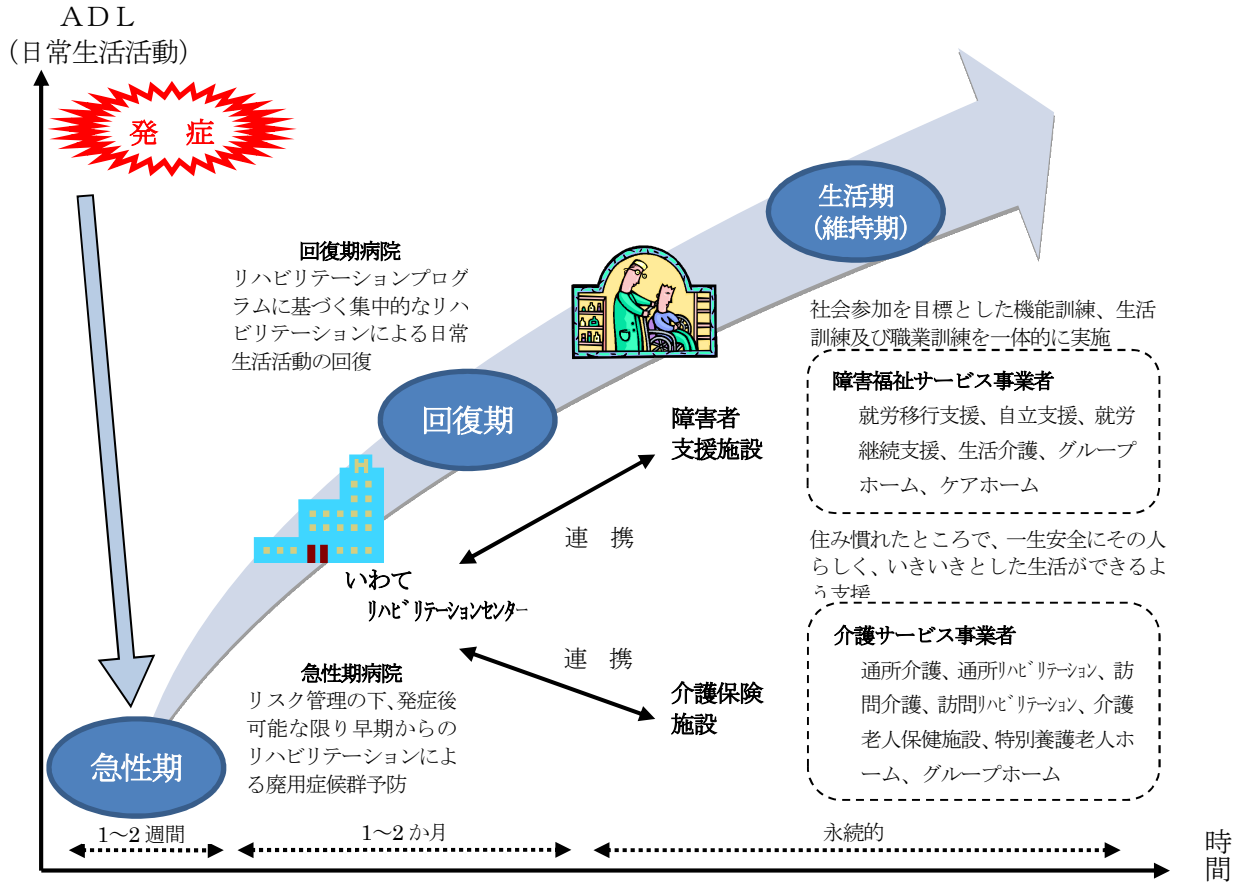 ADL
(日常生活活動)
発 症
生活期
(維持期)
回復期病院
リハビリテーションプログ
ラムに基づく集中的なリハ
ビリテーションによる日常
生活活動の回復
社会参加を目標とした機能訓練、生活
訓練及び職業訓練を一体的に実施
障害福祉サービス事業者
就労移行支援、自立支援、就労
継続支援、生活介護、グループ
ホーム、ケアホーム
回復期
障害者
支援施設
H
連 携
住み慣れたところで、一生安全にその人
らしく、いきいきとした生活ができるよ
う支援
いわて
ﾘﾊﾋﾞﾘﾃｰｼｮﾝｾﾝﾀｰ
介護サービス事業者
通所介護、通所ﾘﾊﾋﾞﾘﾃｰｼｮﾝ、訪
問介護、訪問ﾘﾊﾋﾞﾘﾃｰｼｮﾝ、介護
老人保健施設、特別養護老人ホ
ーム、グループホーム
連 携
介護保険
施設
急性期病院
リスク管理の下、発症後
可能な限り早期からの
リハビリテーションによ
る廃用症候群予防
急性期
1~2週間
1~2か月
永続的
時
間